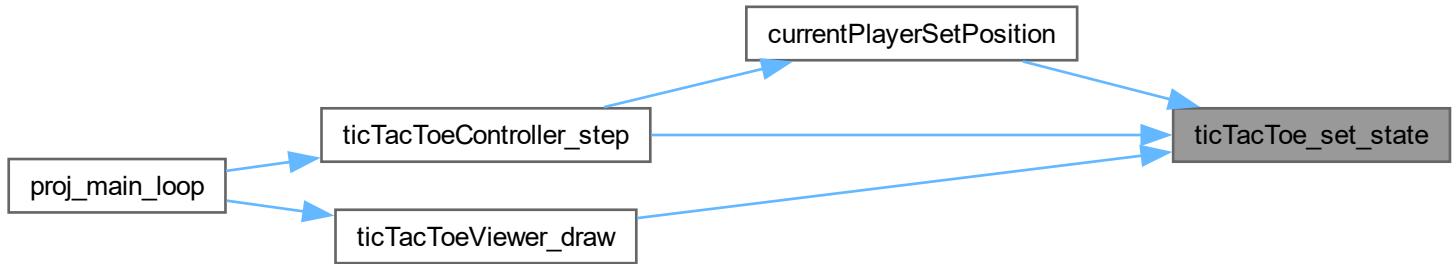 currentPlayerSetPosition
ticTacToeController_step
ticTacToe_set_state
proj_main_loop
ticTacToeViewer_draw